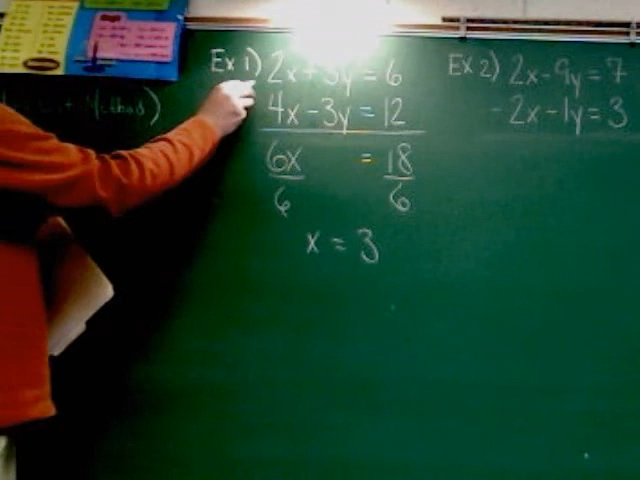 Ex 1) 2x+3y=6
4x-3y=12
6x = 18
6 6
x = 3
Ex 2) 2x-9y=7
-2x-1y=3
Method)